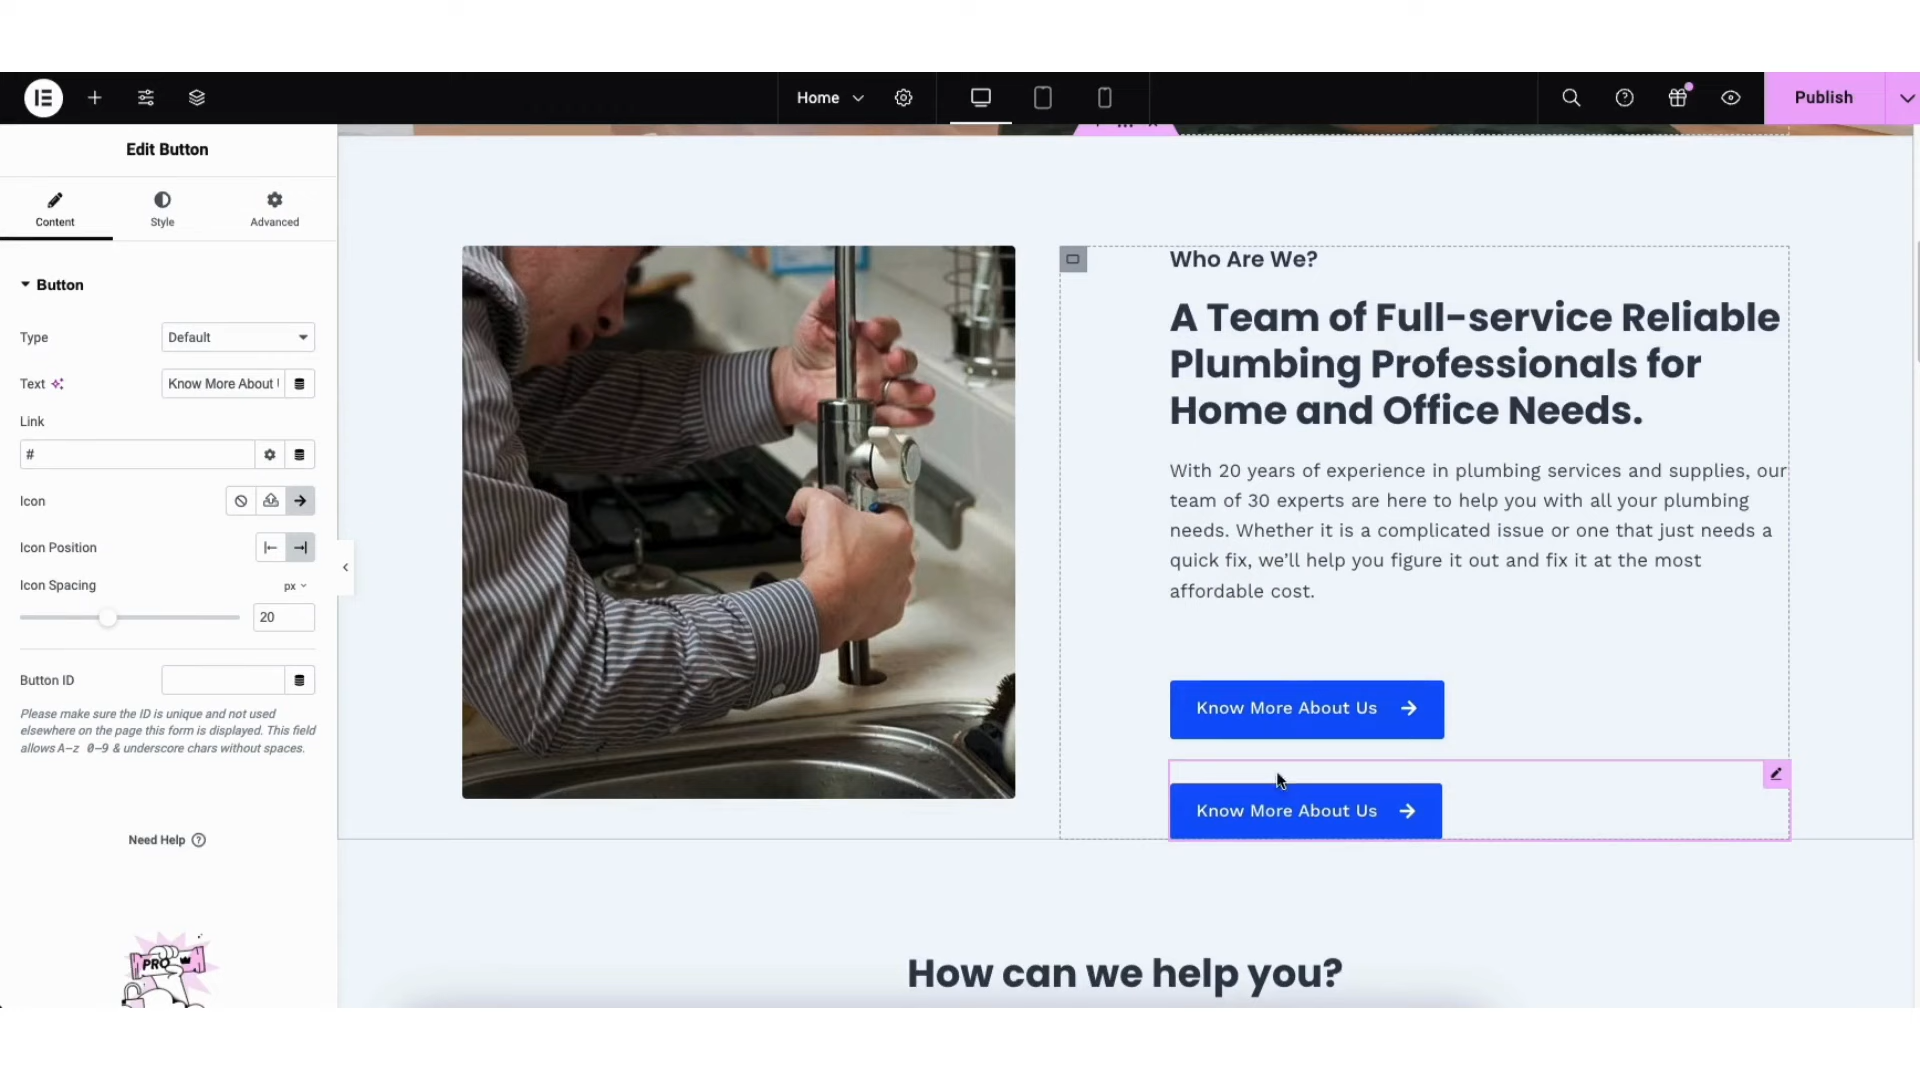 Home
Publish
Edit Button
Content
Style
Advanced
Button
Type
Default
Text
Know More About
Link
#
Icon
Icon Position
Icon Spacing
px
20
Button ID
Please make sure the ID is unique and not used
elsewhere on the page this form is displayed. This field
allows A-z 0-9 & underscore chars without spaces.
Need Help
PRO
Who Are We?
A Team of Full-service Reliable
Plumbing Professionals for
Home and Office Needs.
With 20 years of experience in plumbing services and supplies, our
team of 30 experts are here to help you with all your plumbing
needs. Whether it is a complicated issue or one that just needs a
quick fix, we’ll help you figure it out and fix it at the most
affordable cost.
Know More About Us
Know More About Us
How can we help you?